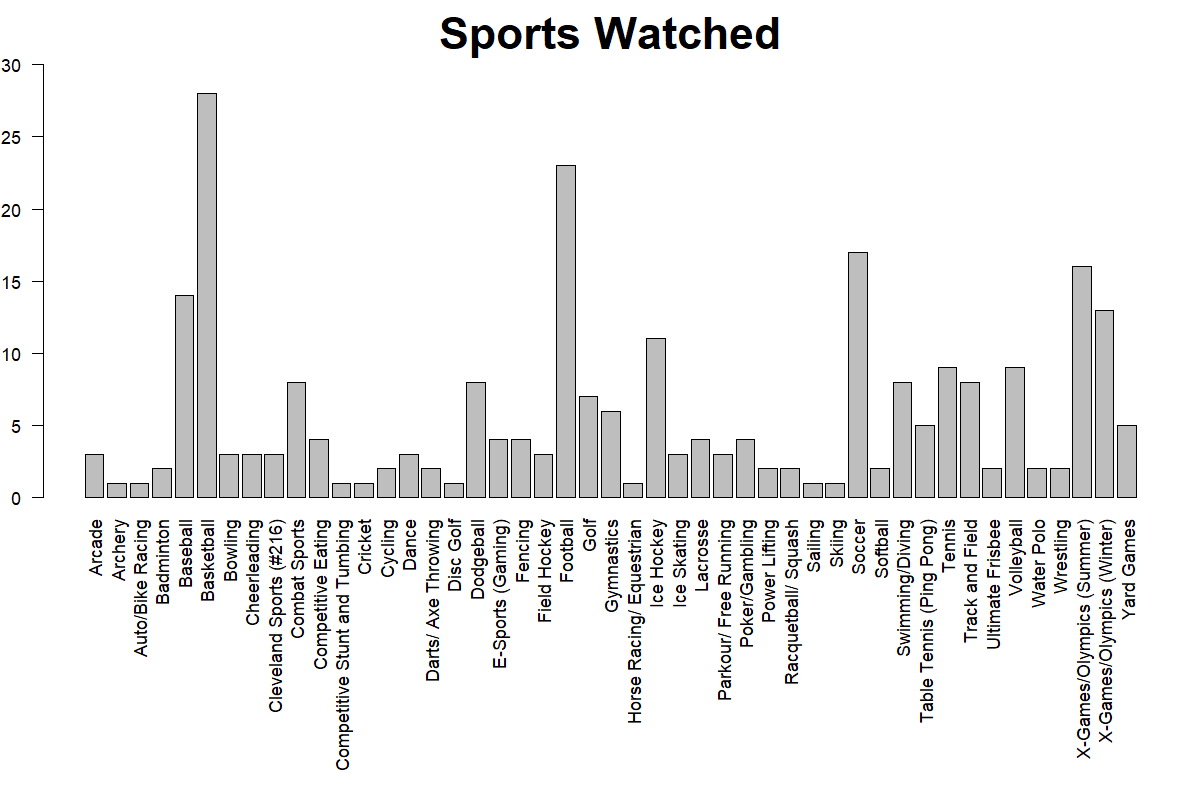 Sports Watched
30
25
20
15
10
5
0
Arcade
Archery
Auto/Bike Racing
Badminton
Baseball
Basketball
Bowling
Cheerleading
Cleveland Sports (#216)
Combat Sports
Competitive Eating
Competitive Stunt and Tumbing
Cricket
Cycling
Dance
Darts/ Axe Throwing
Disc Golf
Dodgeball
E-Sports (Gaming)
Fencing
Field Hockey
Football
Golf
Gymnastics
Horse Racing/ Equestrian
Ice Hockey
Ice Skating
Lacrosse
Parkour/ Free Running
Poker/Gambling
Power Lifting
Racquetball/ Squash
Sailing
Skiing
Soccer
Softball
Swimming/Diving
Table Tennis (Ping Pong)
Tennis
Track and Field
Ultimate Frisbee
Volleyball
Water Polo
Wrestling
X-Games/Olympics (Summer)
X-Games/Olympics (Winter)
Yard Games